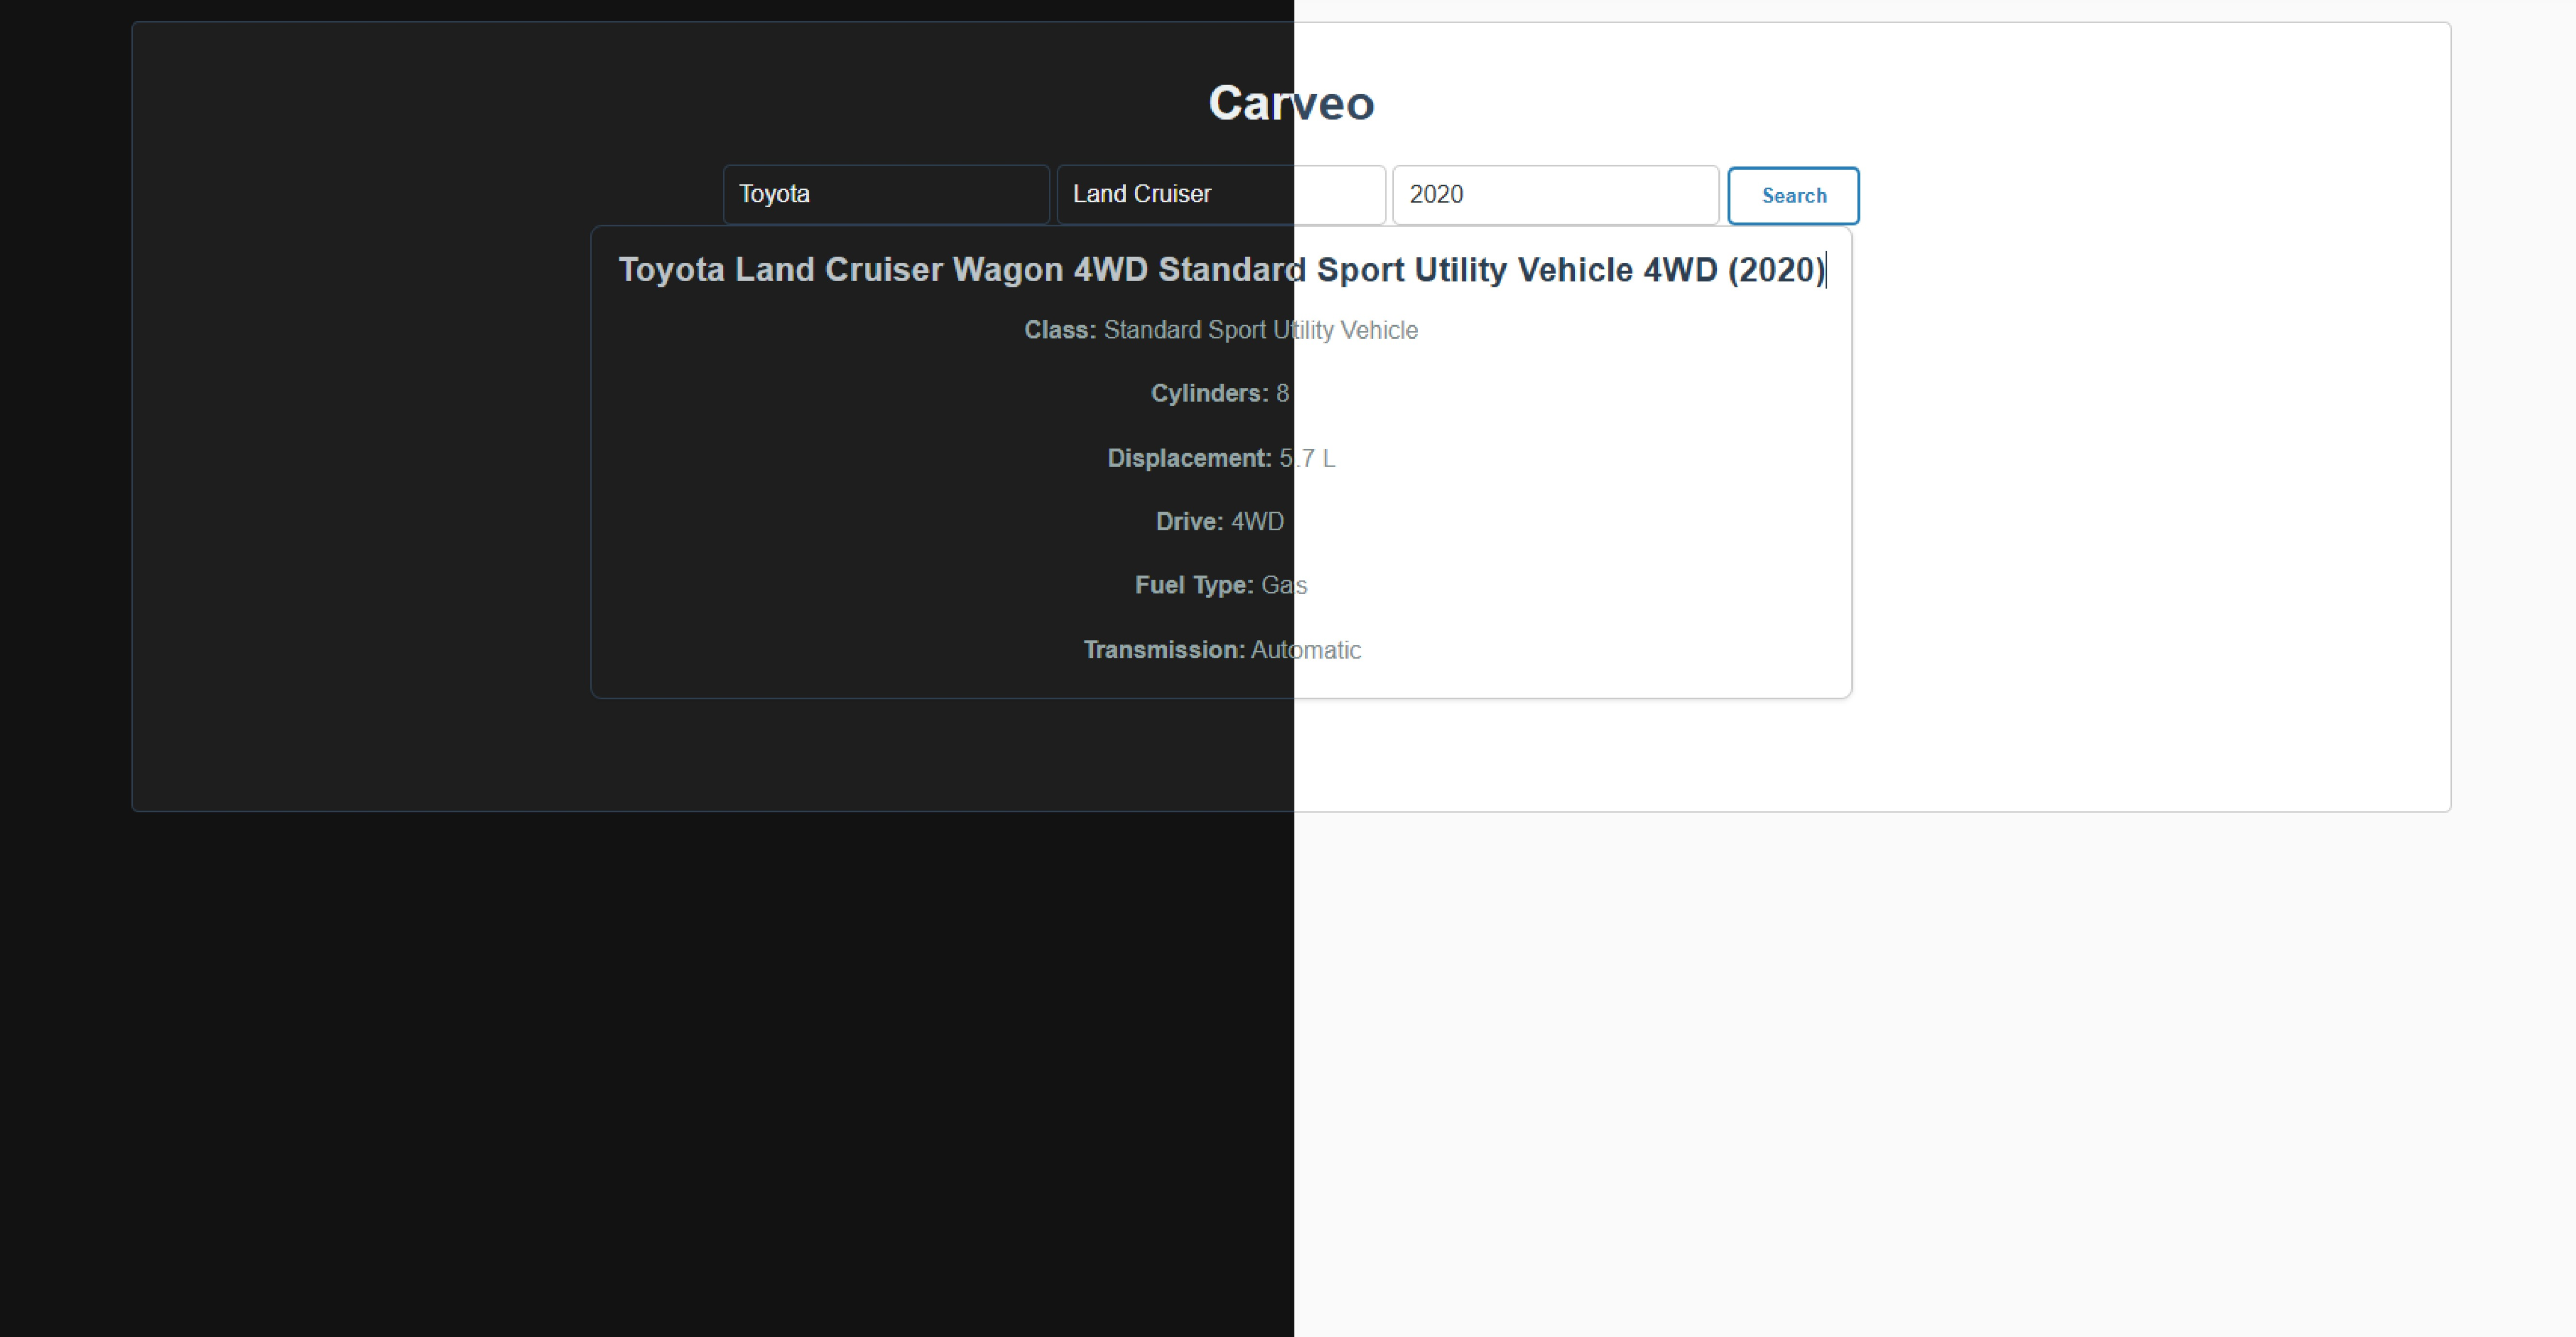 Carveo
Toyota Land Cruiser 2020 Search
Toyota Land Cruiser Wagon 4WD Standard Sport Utility Vehicle 4WD (2020)
Class: Standard Sport Utility Vehicle
Cylinders: 8
Displacement: 5.7 L
Drive: 4WD
Fuel Type: Gas
Transmission: Automatic